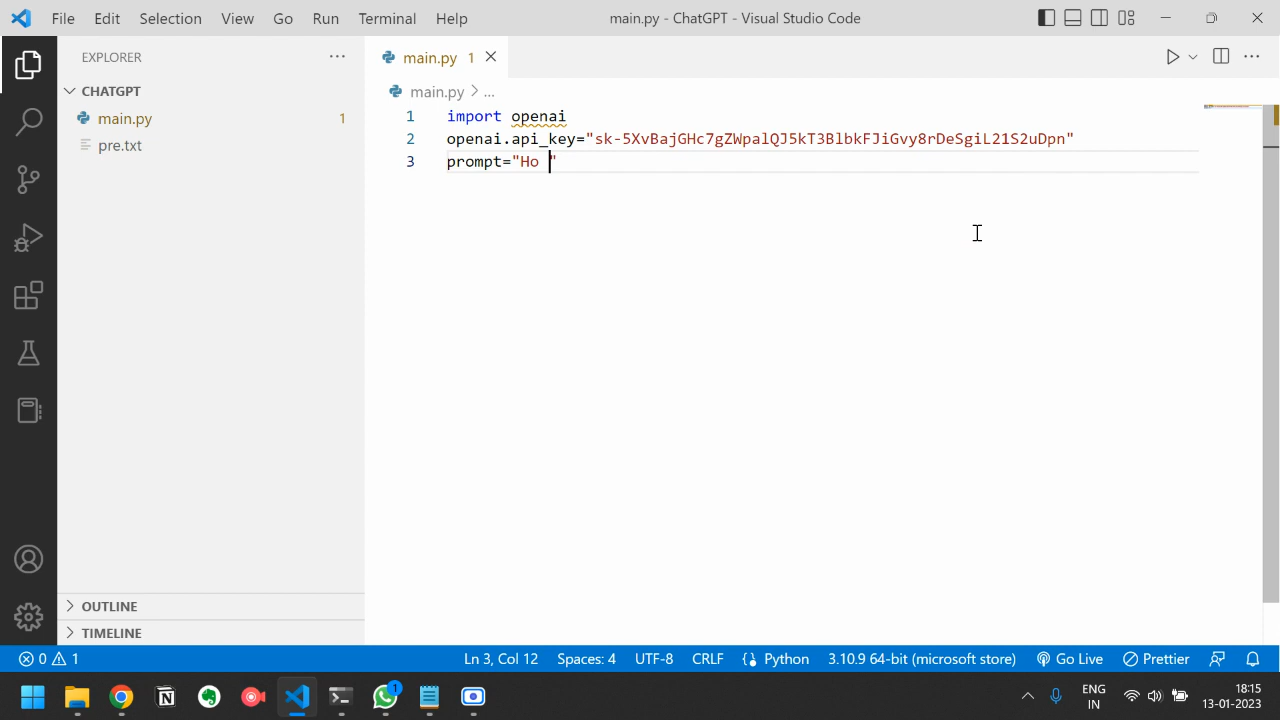 File Edit Selection View Go Run Terminal Help main.py - ChatGPT - Visual Studio Code
EXPLORER ...
CHATGPT
main.py 1
pre.txt
OUTLINE
TIMELINE
main.py 1
main.py > ...
1 import openai
2 openai.api_key="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"
3 prompt="Ho "
0 1 Ln 3, Col 12 Spaces: 4 UTF-8 CRLF Python 3.10.9 64-bit (microsoft store) Go Live Prettier
1 ENG 18:15
IN 13-01-2023